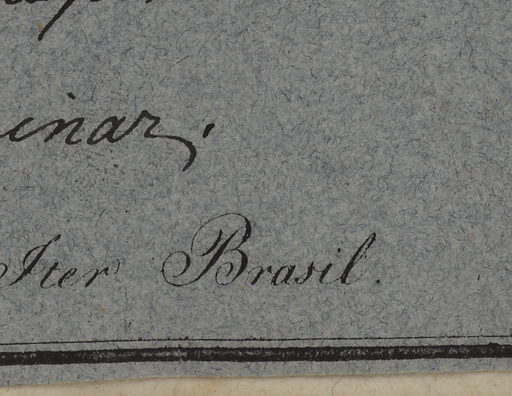 inar,
Iter Brasil.